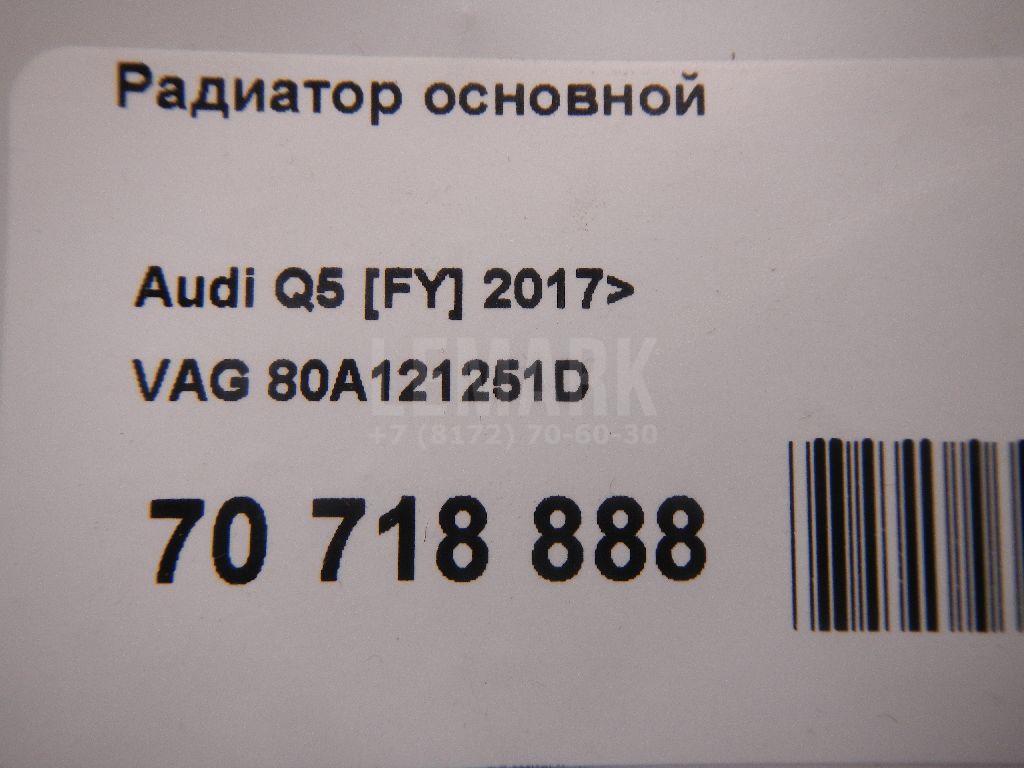 Радиатор основной
Audi Q5 [FY] 2017>
VAG 80A121251D
LEMARK
+7 (8172) 70-60-30
70 718 888